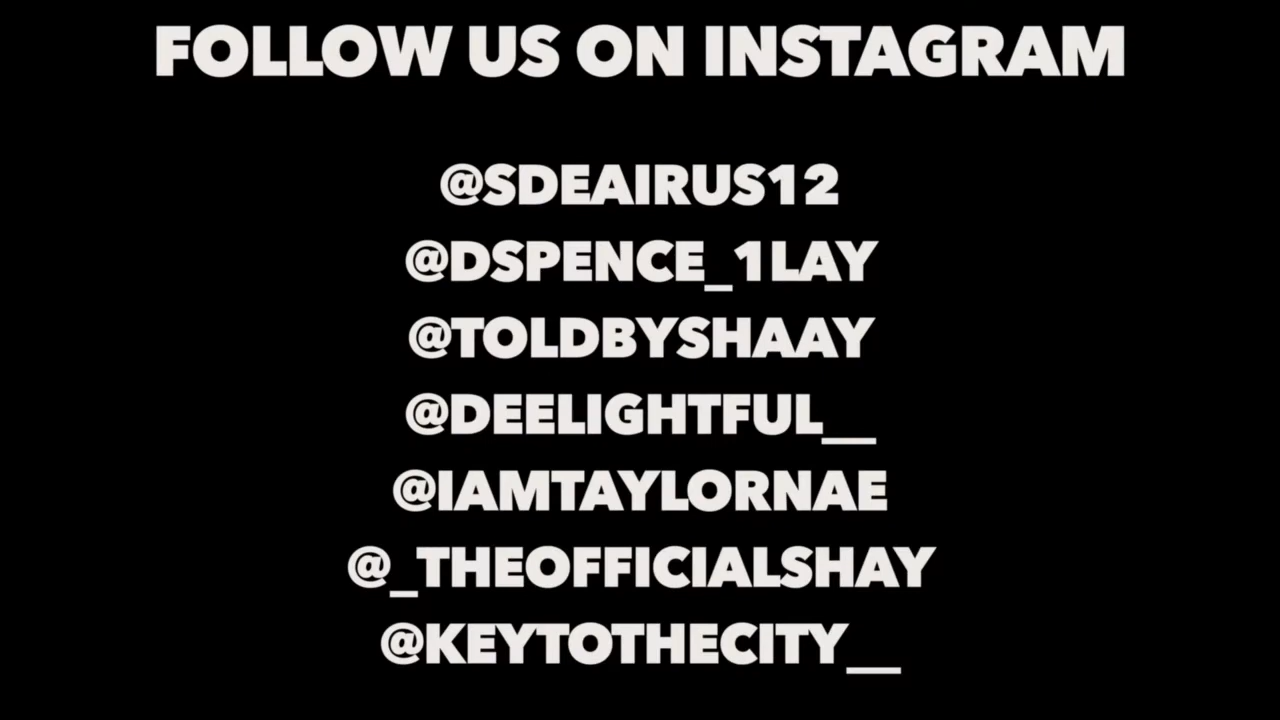 FOLLOW US ON INSTAGRAM
@SDEAIRUS12
@DSPENCE_1LAY
@TOLDBYSHAAY
@DEELIGHTFUL__
@IAMTAYLORNAE
@_THEOFFICIALSHAY
@KEYTOTHECITY__